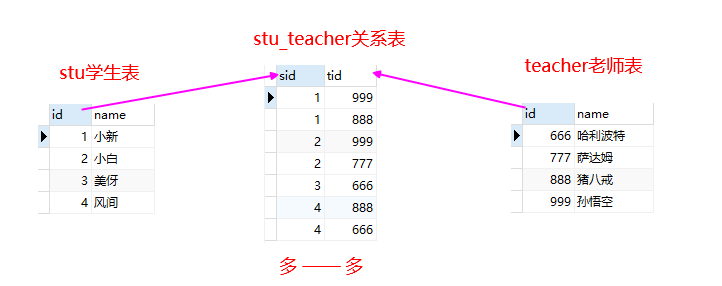 stu_teacher关系表
stu学生表
teacher老师表
sid tid
1 999
1 888
2 999
2 777
3 666
4 888
4 666
id name
1 小新
2 小白
3 美伢
4 风间
id name
666 哈利波特
777 萨达姆
888 猪八戒
999 孙悟空
多 —— 多